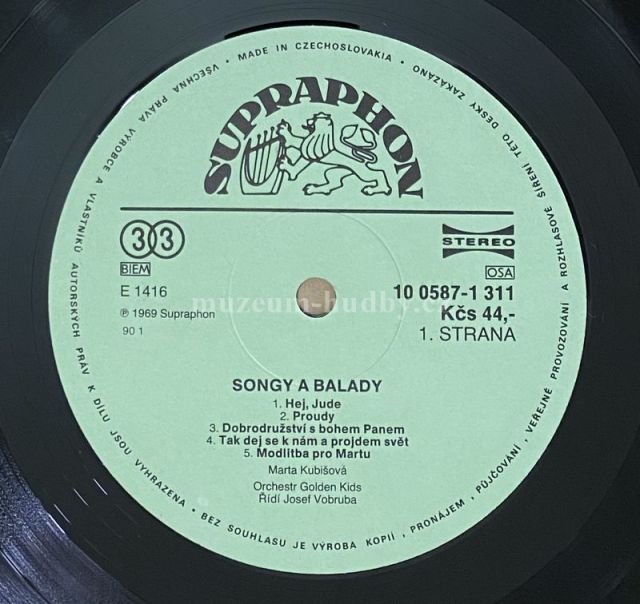 VŠECHNA PRÁVA VÝROBCE A VLASTNÍKŮ AUTORSKÝCH PRÁV K DÍLU JSOU VYHRAZENA • BEZ SOUHLASU JE VÝROBA KOPIÍ, PRONÁJEM, PŮJČOVÁNÍ, VEŘEJNÉ PROVOZOVÁNÍ A ROZHLASOVÉ ŠÍŘENÍ TÉTO DESKY ZAKÁZÁNO • MADE IN CZECHOSLOVAKIA •
SUPRAPHON
33
STEREO
BIEM
OSA
E 1416
10 0587-1 311
muzeum-hudby.cz
℗ 1969 Supraphon
Kčs 44,-
90 1
1. STRANA
SONGY A BALADY
1. Hej, Jude
2. Proudy
3. Dobrodružství s bohem Panem
4. Tak dej se k nám a projdem svět
5. Modlitba pro Martu
Marta Kubišová
Orchestr Golden Kids
Řídí Josef Vobruba